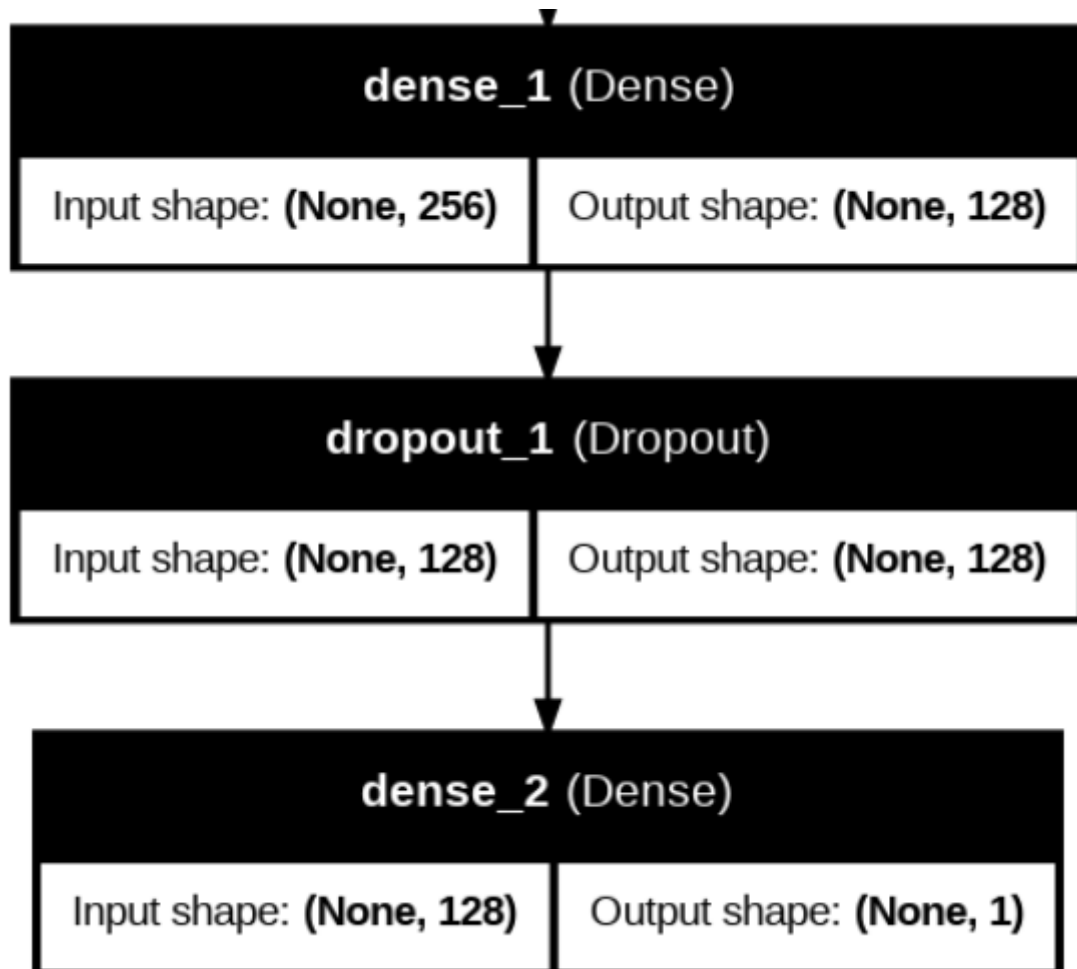 dense_1 (Dense)
Input shape: (None, 256) Output shape: (None, 128)
dropout_1 (Dropout)
Input shape: (None, 128) Output shape: (None, 128)
dense_2 (Dense)
Input shape: (None, 128) Output shape: (None, 1)